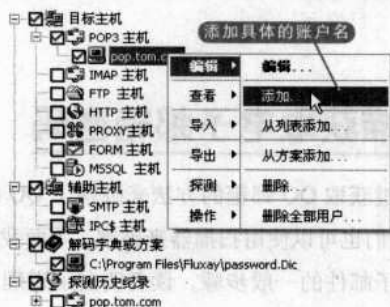 目标主机
POP3 主机
添加具体的账户名
pop.tom.c
IMAP 主机
FTP 主机
HTTP 主机
PROXY主机
FORM 主机
MSSQL 主机
辅助主机
SMTP 主机
IPC$ 主机
解码字典或方案
C:\Program Files\Fluxay\password.Dic
探测历史纪录
pop.tom.com
编辑
查看
导入
导出
探测
操作
编辑...
添加...
从列表添加...
从方案添加...
删除...
删除全部用户...